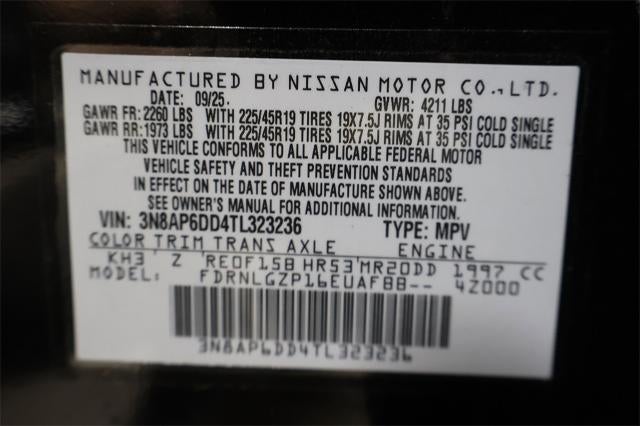 MANUFACTURED BY NISSAN MOTOR CO., LTD.
DATE: 09/25. GVWR: 4211 LBS
GAWR FR: 2260 LBS WITH 225/45R19 TIRES 19X7.5J RIMS AT 35 PSI COLD SINGLE
GAWR RR: 1973 LBS WITH 225/45R19 TIRES 19X7.5J RIMS AT 35 PSI COLD SINGLE
THIS VEHICLE CONFORMS TO ALL APPLICABLE FEDERAL MOTOR
VEHICLE SAFETY AND THEFT PREVENTION STANDARDS
IN EFFECT ON THE DATE OF MANUFACTURE SHOWN ABOVE.
SEE OWNER'S MANUAL FOR ADDITIONAL INFORMATION.
VIN: 3N8AP6DD4TL323236 TYPE: MPV
COLOR TRIM TRANS AXLE ENGINE
KH3 Z RE0F15B HR53 MR20DD 1997 CC
MODEL: FDRNLGZP16EUAF8B-- 4Z000
3N8AP6DD4TL323236